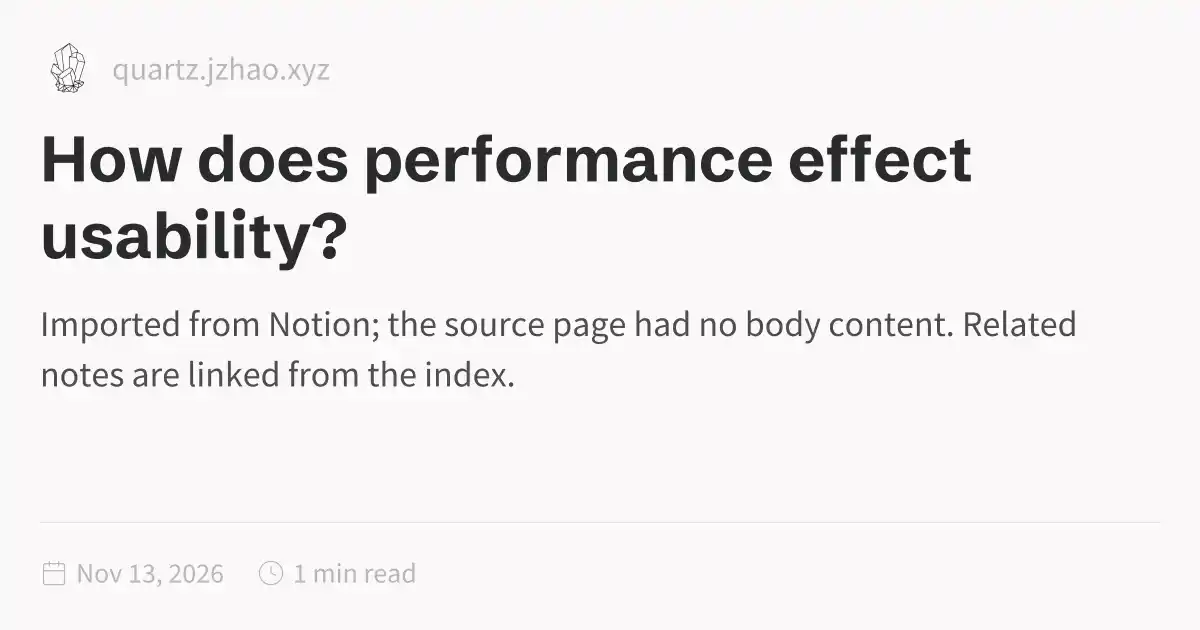 quartz.jzhao.xyz
How does performance effect
usability?
Imported from Notion; the source page had no body content. Related
notes are linked from the index.
Nov 13, 2026 1 min read